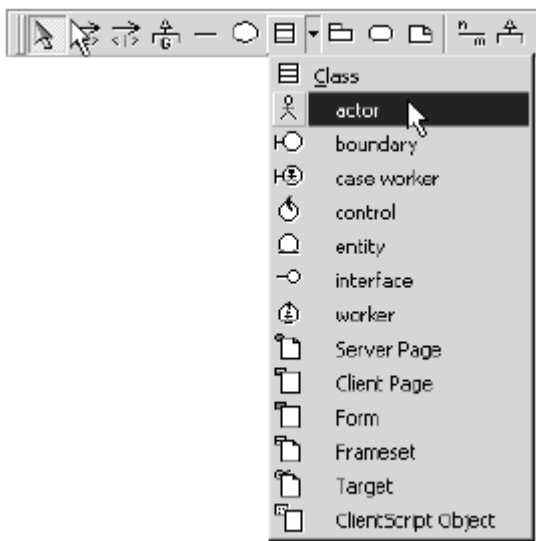 G
n
m
Class
actor
boundary
case worker
control
entity
interface
worker
Server Page
Client Page
Form
Frameset
Target
ClientScript Object